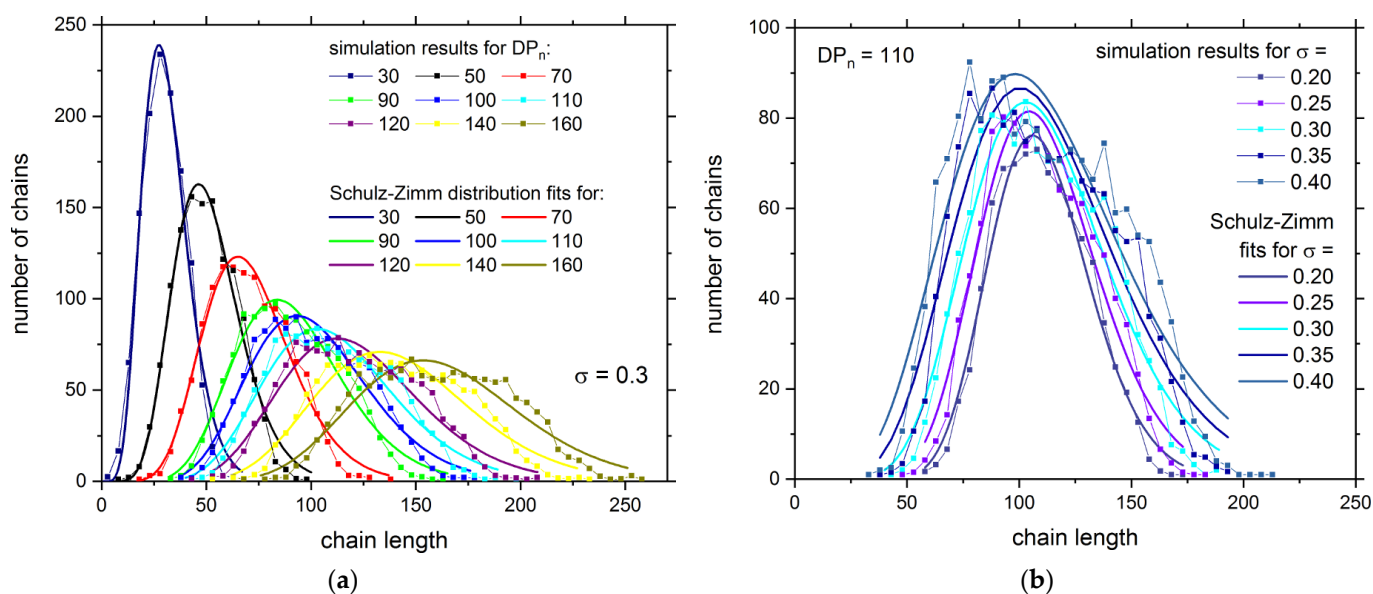 simulation results for DPn:
30 50 70
90 100 110
120 140 160
Schulz-Zimm distribution fits for:
30 50 70
90 100 110
120 140 160
σ = 0.3
number of chains
250
200
150
100
50
0
0 50 100 150 200 250
chain length
(a)
DPn = 110
simulation results for σ =
0.20
0.25
0.30
0.35
0.40
Schulz-Zimm
fits for σ =
0.20
0.25
0.30
0.35
0.40
number of chains
100
80
60
40
20
0
0 50 100 150 200 250
chain length
(b)